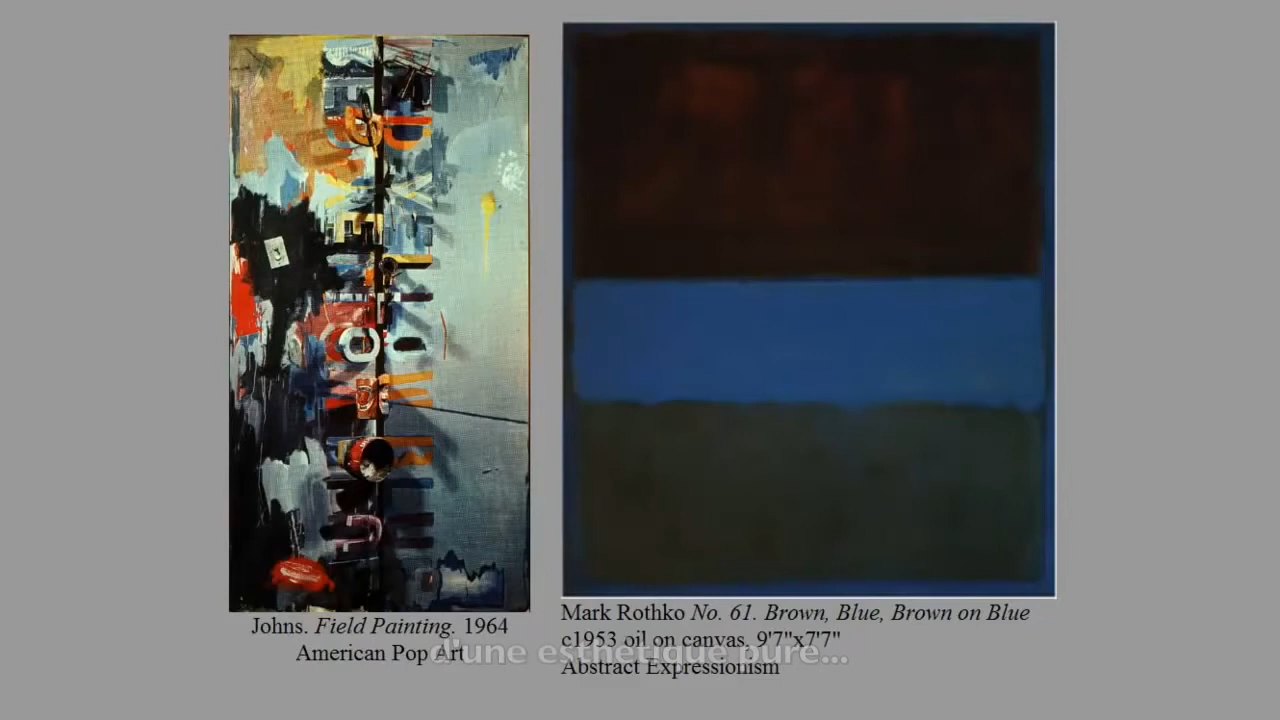 Johns. Field Painting. 1964
American Pop Art
Mark Rothko No. 61. Brown, Blue, Brown on Blue
c1953 oil on canvas. 9'7"x7'7"
Abstract Expressionism
d'une esthétique pure...